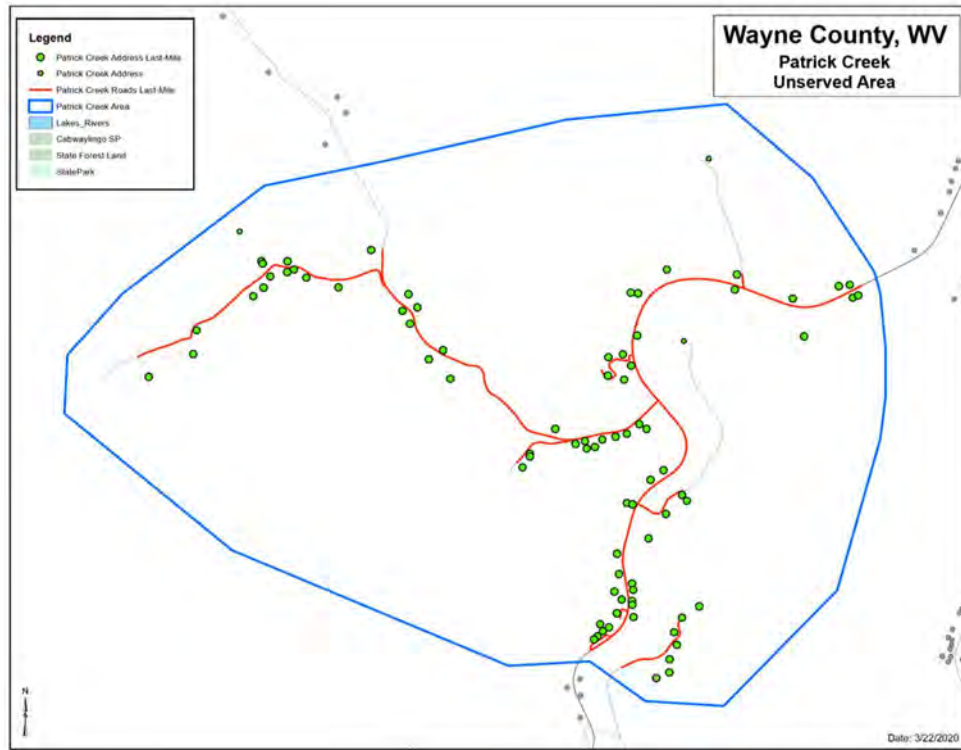 Legend
Patrick Creek Address Last-Mile
Patrick Creek Address
Patrick Creek Roads Last-Mile
Patrick Creek Area
Lakes_Rivers
Cabwaylingo SP
State Forest Land
StatePark
Wayne County, WV
Patrick Creek
Unserved Area
N
Date: 3/22/2020